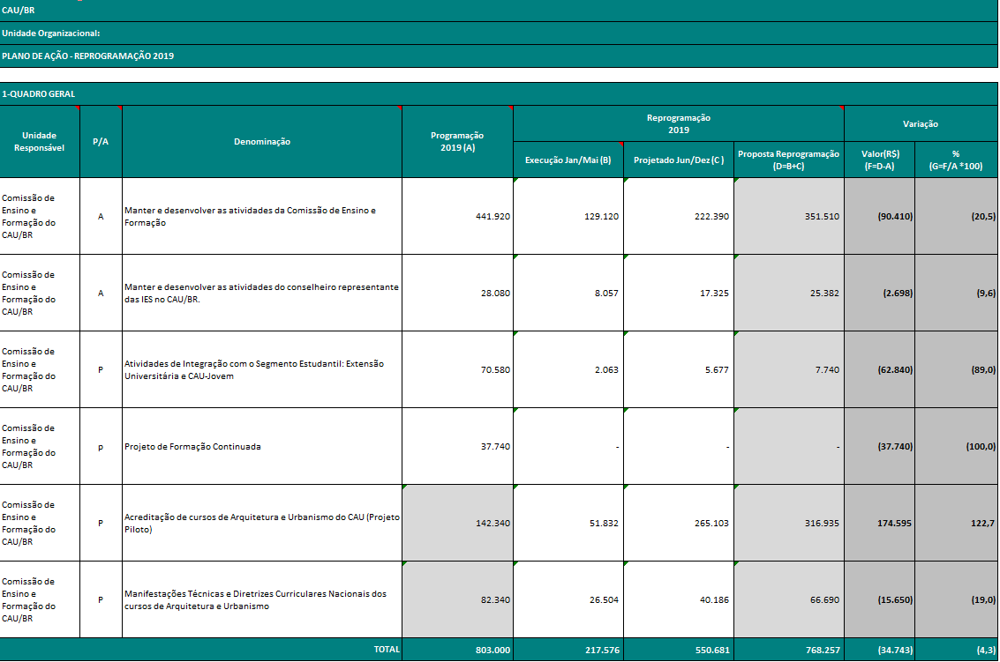 CAU/BR
Unidade Organizacional:
PLANO DE AÇÃO - REPROGRAMAÇÃO 2019
1-QUADRO GERAL
Unidade
Responsável
P/A
Denominação
Programação
2019 (A)
Reprogramação
2019
Variação
Execução Jan/Mai (B)
Projetado Jun/Dez (C )
Proposta Reprogramação
(D=B+C)
Valor(R$)
(F=D-A)
%
(G=F/A *100)
Comissão de
Ensino e
Formação do
CAU/BR
A
Manter e desenvolver as atividades da Comissão de Ensino e
Formação
441.920
129.120
222.390
351.510
(90.410)
(20,5)
Comissão de
Ensino e
Formação do
CAU/BR
A
Manter e desenvolver as atividades do conselheiro representante
das IES no CAU/BR.
28.080
8.057
17.325
25.382
(2.698)
(9,6)
Comissão de
Ensino e
Formação do
CAU/BR
P
Atividades de Integração com o Segmento Estudantil: Extensão
Universitária e CAU-Jovem
70.580
2.063
5.677
7.740
(62.840)
(89,0)
Comissão de
Ensino e
Formação do
CAU/BR
p
Projeto de Formação Continuada
37.740
-
-
-
(37.740)
(100,0)
Comissão de
Ensino e
Formação do
CAU/BR
P
Acreditação de cursos de Arquitetura e Urbanismo do CAU (Projeto
Piloto)
142.340
51.832
265.103
316.935
174.595
122,7
Comissão de
Ensino e
Formação do
CAU/BR
P
Manifestações Técnicas e Diretrizes Curriculares Nacionais dos
cursos de Arquitetura e Urbanismo
82.340
26.504
40.186
66.690
(15.650)
(19,0)
TOTAL
803.000
217.576
550.681
768.257
(34.743)
(4,3)